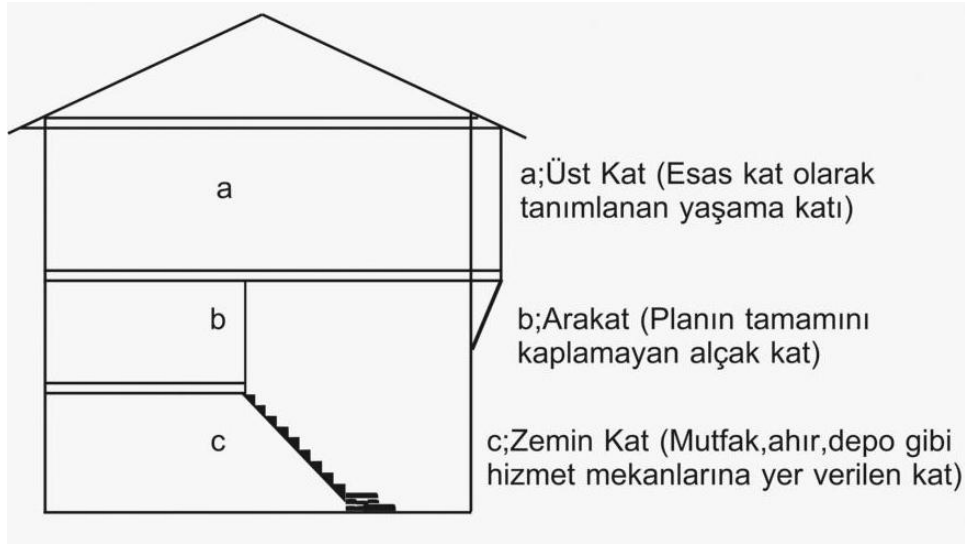 a
a;Üst Kat (Esas kat olarak
tanımlanan yaşama katı)
b
b;Arakat (Planın tamamını
kaplamayan alçak kat)
c
c;Zemin Kat (Mutfak,ahır,depo gibi
hizmet mekanlarına yer verilen kat)